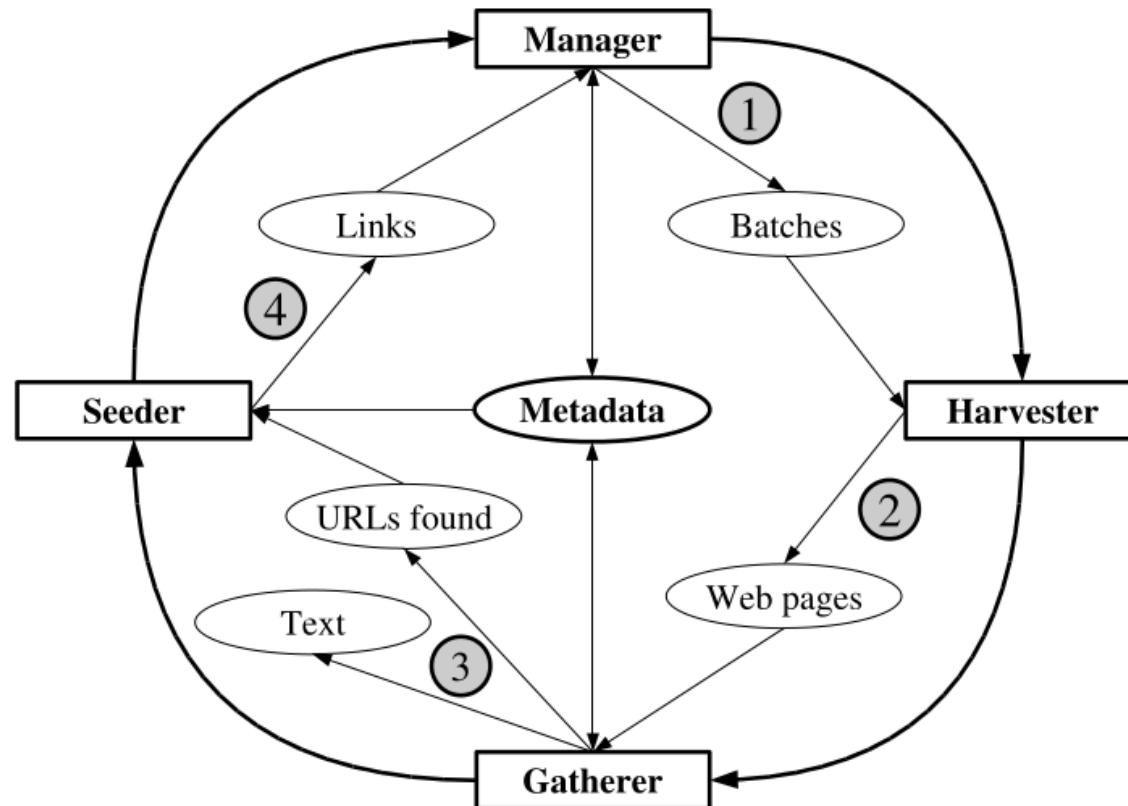 Manager
1
Links
Batches
4
Seeder
Metadata
Harvester
URLs found
2
Web pages
Text
3
Gatherer